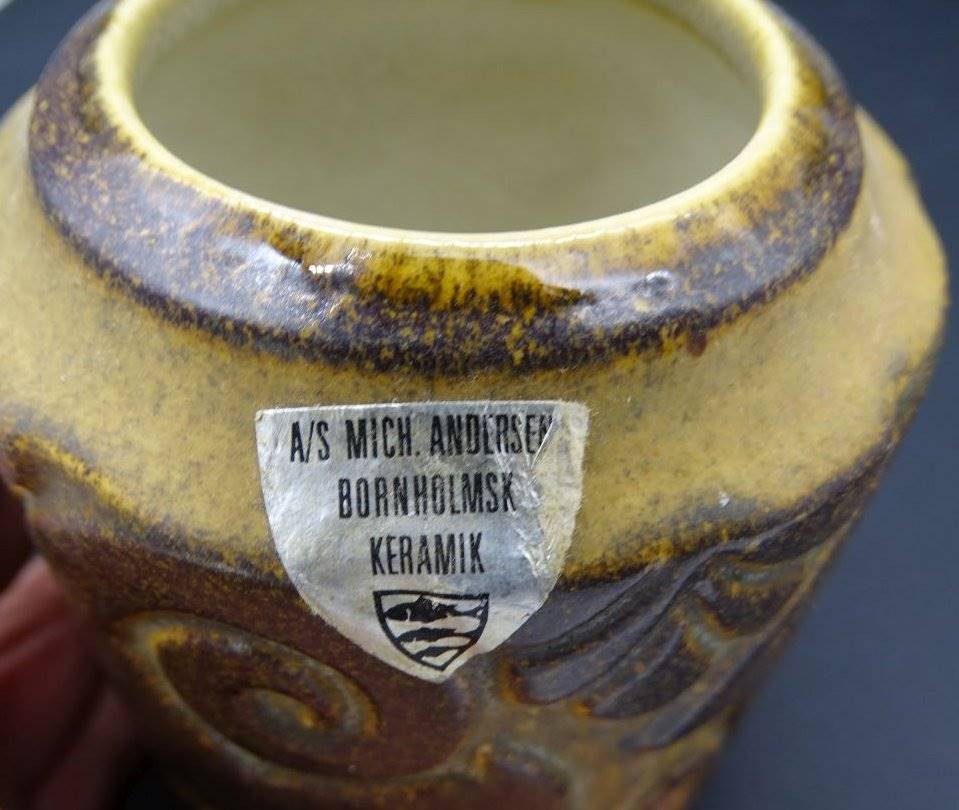 A/S MICH. ANDERSEN
BORNHOLMSK
KERAMIK